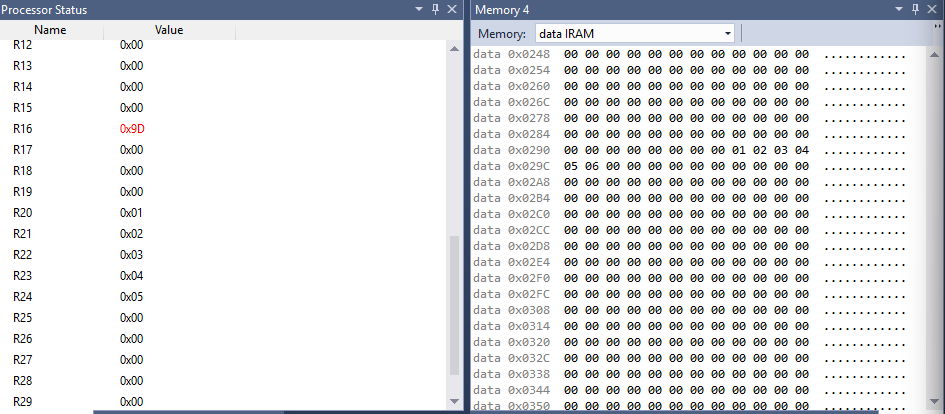 Processor Status
Name Value
R12 0x00
R13 0x00
R14 0x00
R15 0x00
R16 0x9D
R17 0x00
R18 0x00
R19 0x00
R20 0x01
R21 0x02
R22 0x03
R23 0x04
R24 0x05
R25 0x00
R26 0x00
R27 0x00
R28 0x00
R29 0x00
Memory 4
Memory: data IRAM
data 0x0248 00 00 00 00 00 00 00 00 00 00 00 00 ............
data 0x0254 00 00 00 00 00 00 00 00 00 00 00 00 ............
data 0x0260 00 00 00 00 00 00 00 00 00 00 00 00 ............
data 0x026C 00 00 00 00 00 00 00 00 00 00 00 00 ............
data 0x0278 00 00 00 00 00 00 00 00 00 00 00 00 ............
data 0x0284 00 00 00 00 00 00 00 00 00 00 00 00 ............
data 0x0290 00 00 00 00 00 00 00 00 01 02 03 04 ............
data 0x029C 05 06 00 00 00 00 00 00 00 00 00 00 ............
data 0x02A8 00 00 00 00 00 00 00 00 00 00 00 00 ............
data 0x02B4 00 00 00 00 00 00 00 00 00 00 00 00 ............
data 0x02C0 00 00 00 00 00 00 00 00 00 00 00 00 ............
data 0x02CC 00 00 00 00 00 00 00 00 00 00 00 00 ............
data 0x02D8 00 00 00 00 00 00 00 00 00 00 00 00 ............
data 0x02E4 00 00 00 00 00 00 00 00 00 00 00 00 ............
data 0x02F0 00 00 00 00 00 00 00 00 00 00 00 00 ............
data 0x02FC 00 00 00 00 00 00 00 00 00 00 00 00 ............
data 0x0308 00 00 00 00 00 00 00 00 00 00 00 00 ............
data 0x0314 00 00 00 00 00 00 00 00 00 00 00 00 ............
data 0x0320 00 00 00 00 00 00 00 00 00 00 00 00 ............
data 0x032C 00 00 00 00 00 00 00 00 00 00 00 00 ............
data 0x0338 00 00 00 00 00 00 00 00 00 00 00 00 ............
data 0x0344 00 00 00 00 00 00 00 00 00 00 00 00 ............
data 0x0350 00 00 00 00 00 00 00 00 00 00 00 00 ............